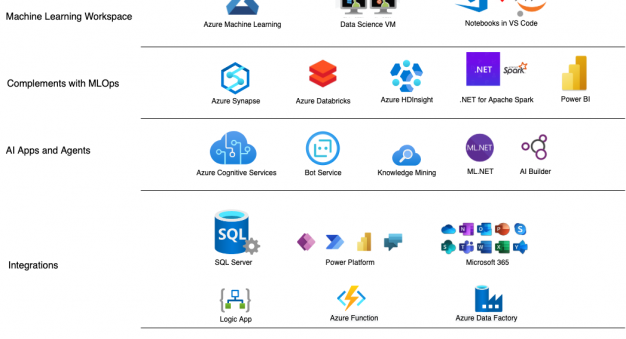 Machine Learning Workspace
Azure Machine Learning
Data Science VM
Notebooks in VS Code
Complements with MLOps
.NET
Spark
Azure Synapse
Azure Databricks
Azure HDInsight
.NET for Apache Spark
Power BI
AI Apps and Agents
ML.NET
Azure Cognitive Services
Bot Service
Knowledge Mining
ML.NET
AI Builder
Integrations
SQL
SQL Server
Power Platform
Microsoft 365
Logic App
Azure Function
Azure Data Factory